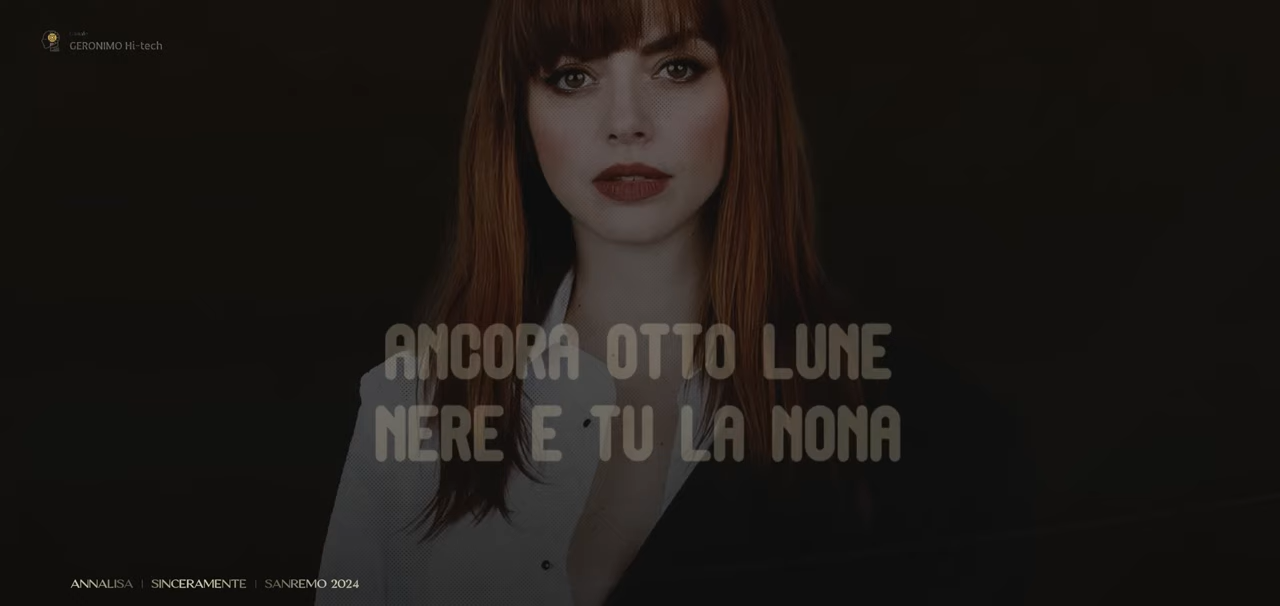 GERONIMO Hi-tech
ANCORA OTTO LUNE
NERE E TU LA NONA
ANNALISA | SINCERAMENTE | SANREMO 2024